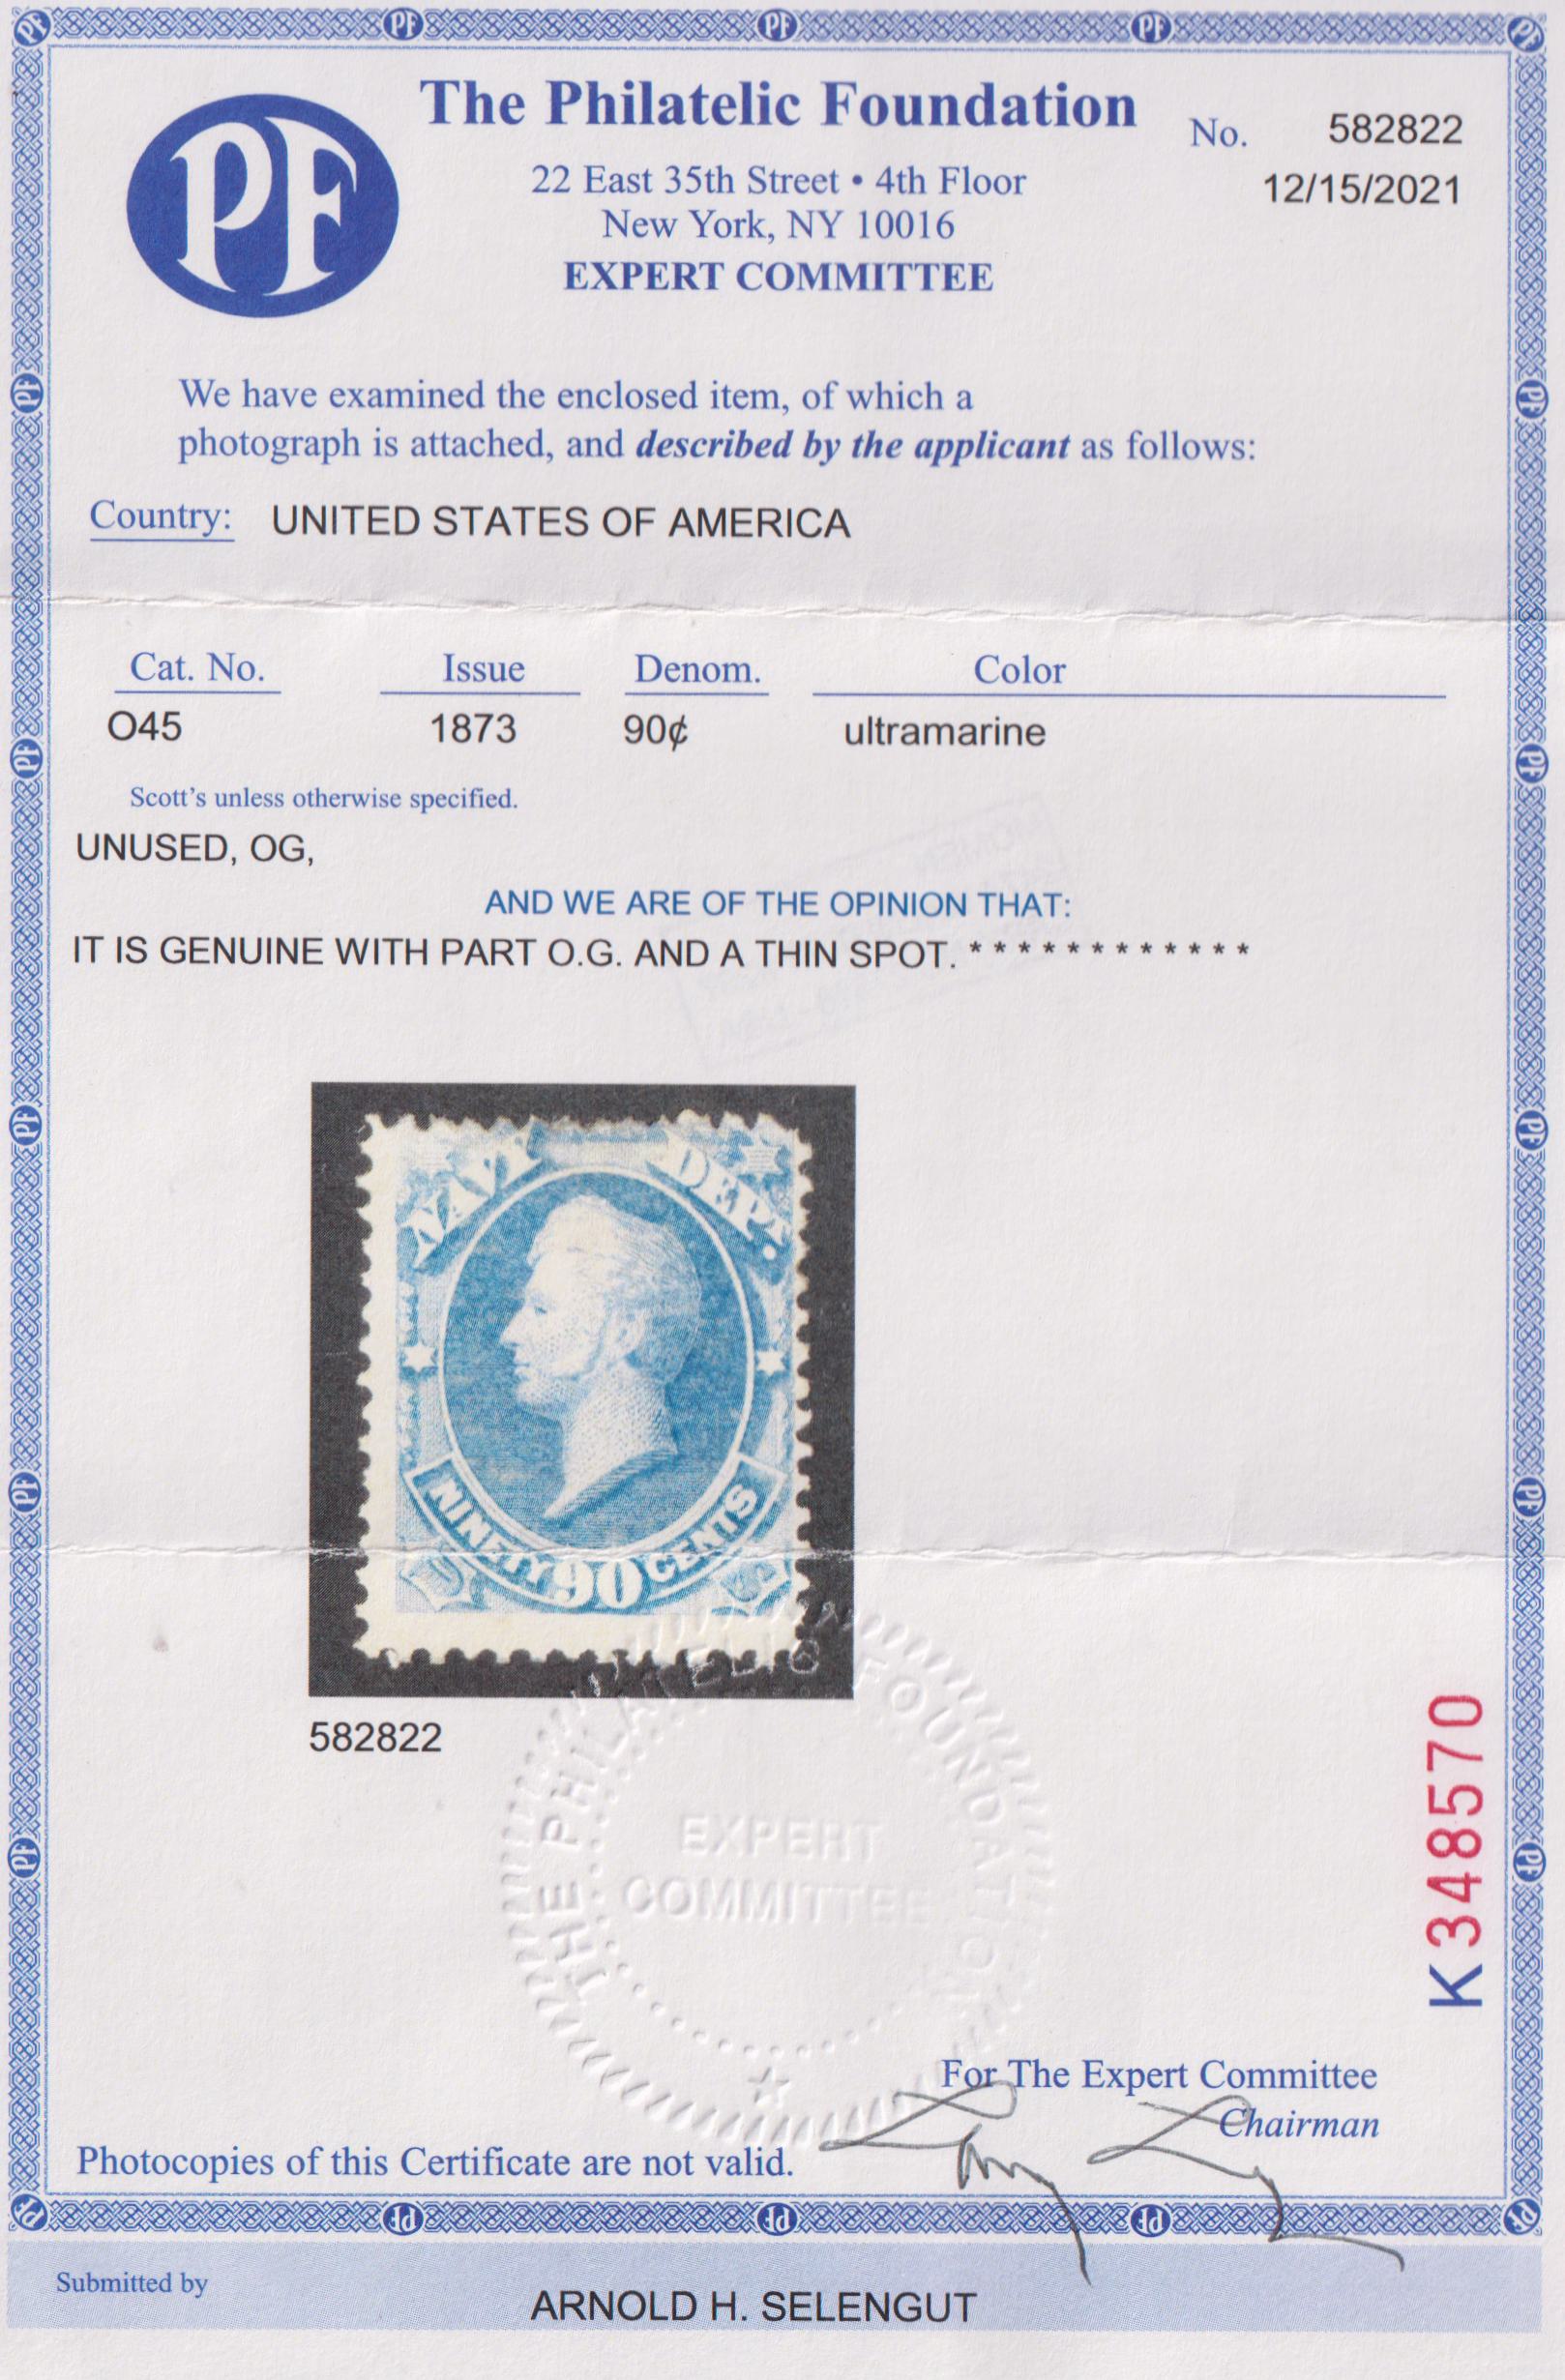 PF
The Philatelic Foundation
No. 582822
22 East 35th Street • 4th Floor
12/15/2021
New York, NY 10016
EXPERT COMMITTEE
We have examined the enclosed item, of which a
photograph is attached, and described by the applicant as follows:
Country: UNITED STATES OF AMERICA
Cat. No. Issue Denom. Color
O45 1873 90¢ ultramarine
Scott's unless otherwise specified.
UNUSED, OG,
AND WE ARE OF THE OPINION THAT:
IT IS GENUINE WITH PART O.G. AND A THIN SPOT. * * * * * * * * * * * *
NAVY DEPT.
NINETY 90 CENTS
U S
582822
THE PHILATELIC FOUNDATION
EXPERT
COMMITTEE
K348570
For The Expert Committee
Chairman
Photocopies of this Certificate are not valid.
Submitted by
ARNOLD H. SELENGUT